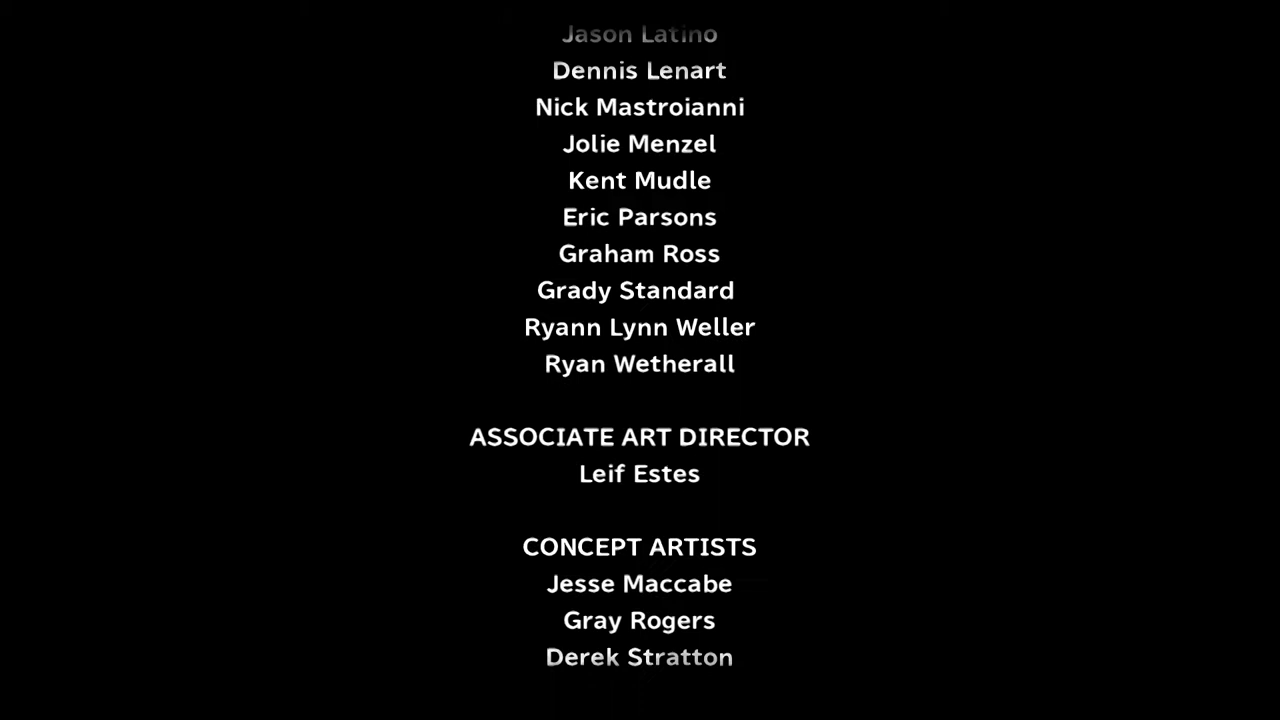 Jason Latino
Dennis Lenart
Nick Mastroianni
Jolie Menzel
Kent Mudle
Eric Parsons
Graham Ross
Grady Standard
Ryann Lynn Weller
Ryan Wetherall
ASSOCIATE ART DIRECTOR
Leif Estes
CONCEPT ARTISTS
Jesse Maccabe
Gray Rogers
Derek Stratton